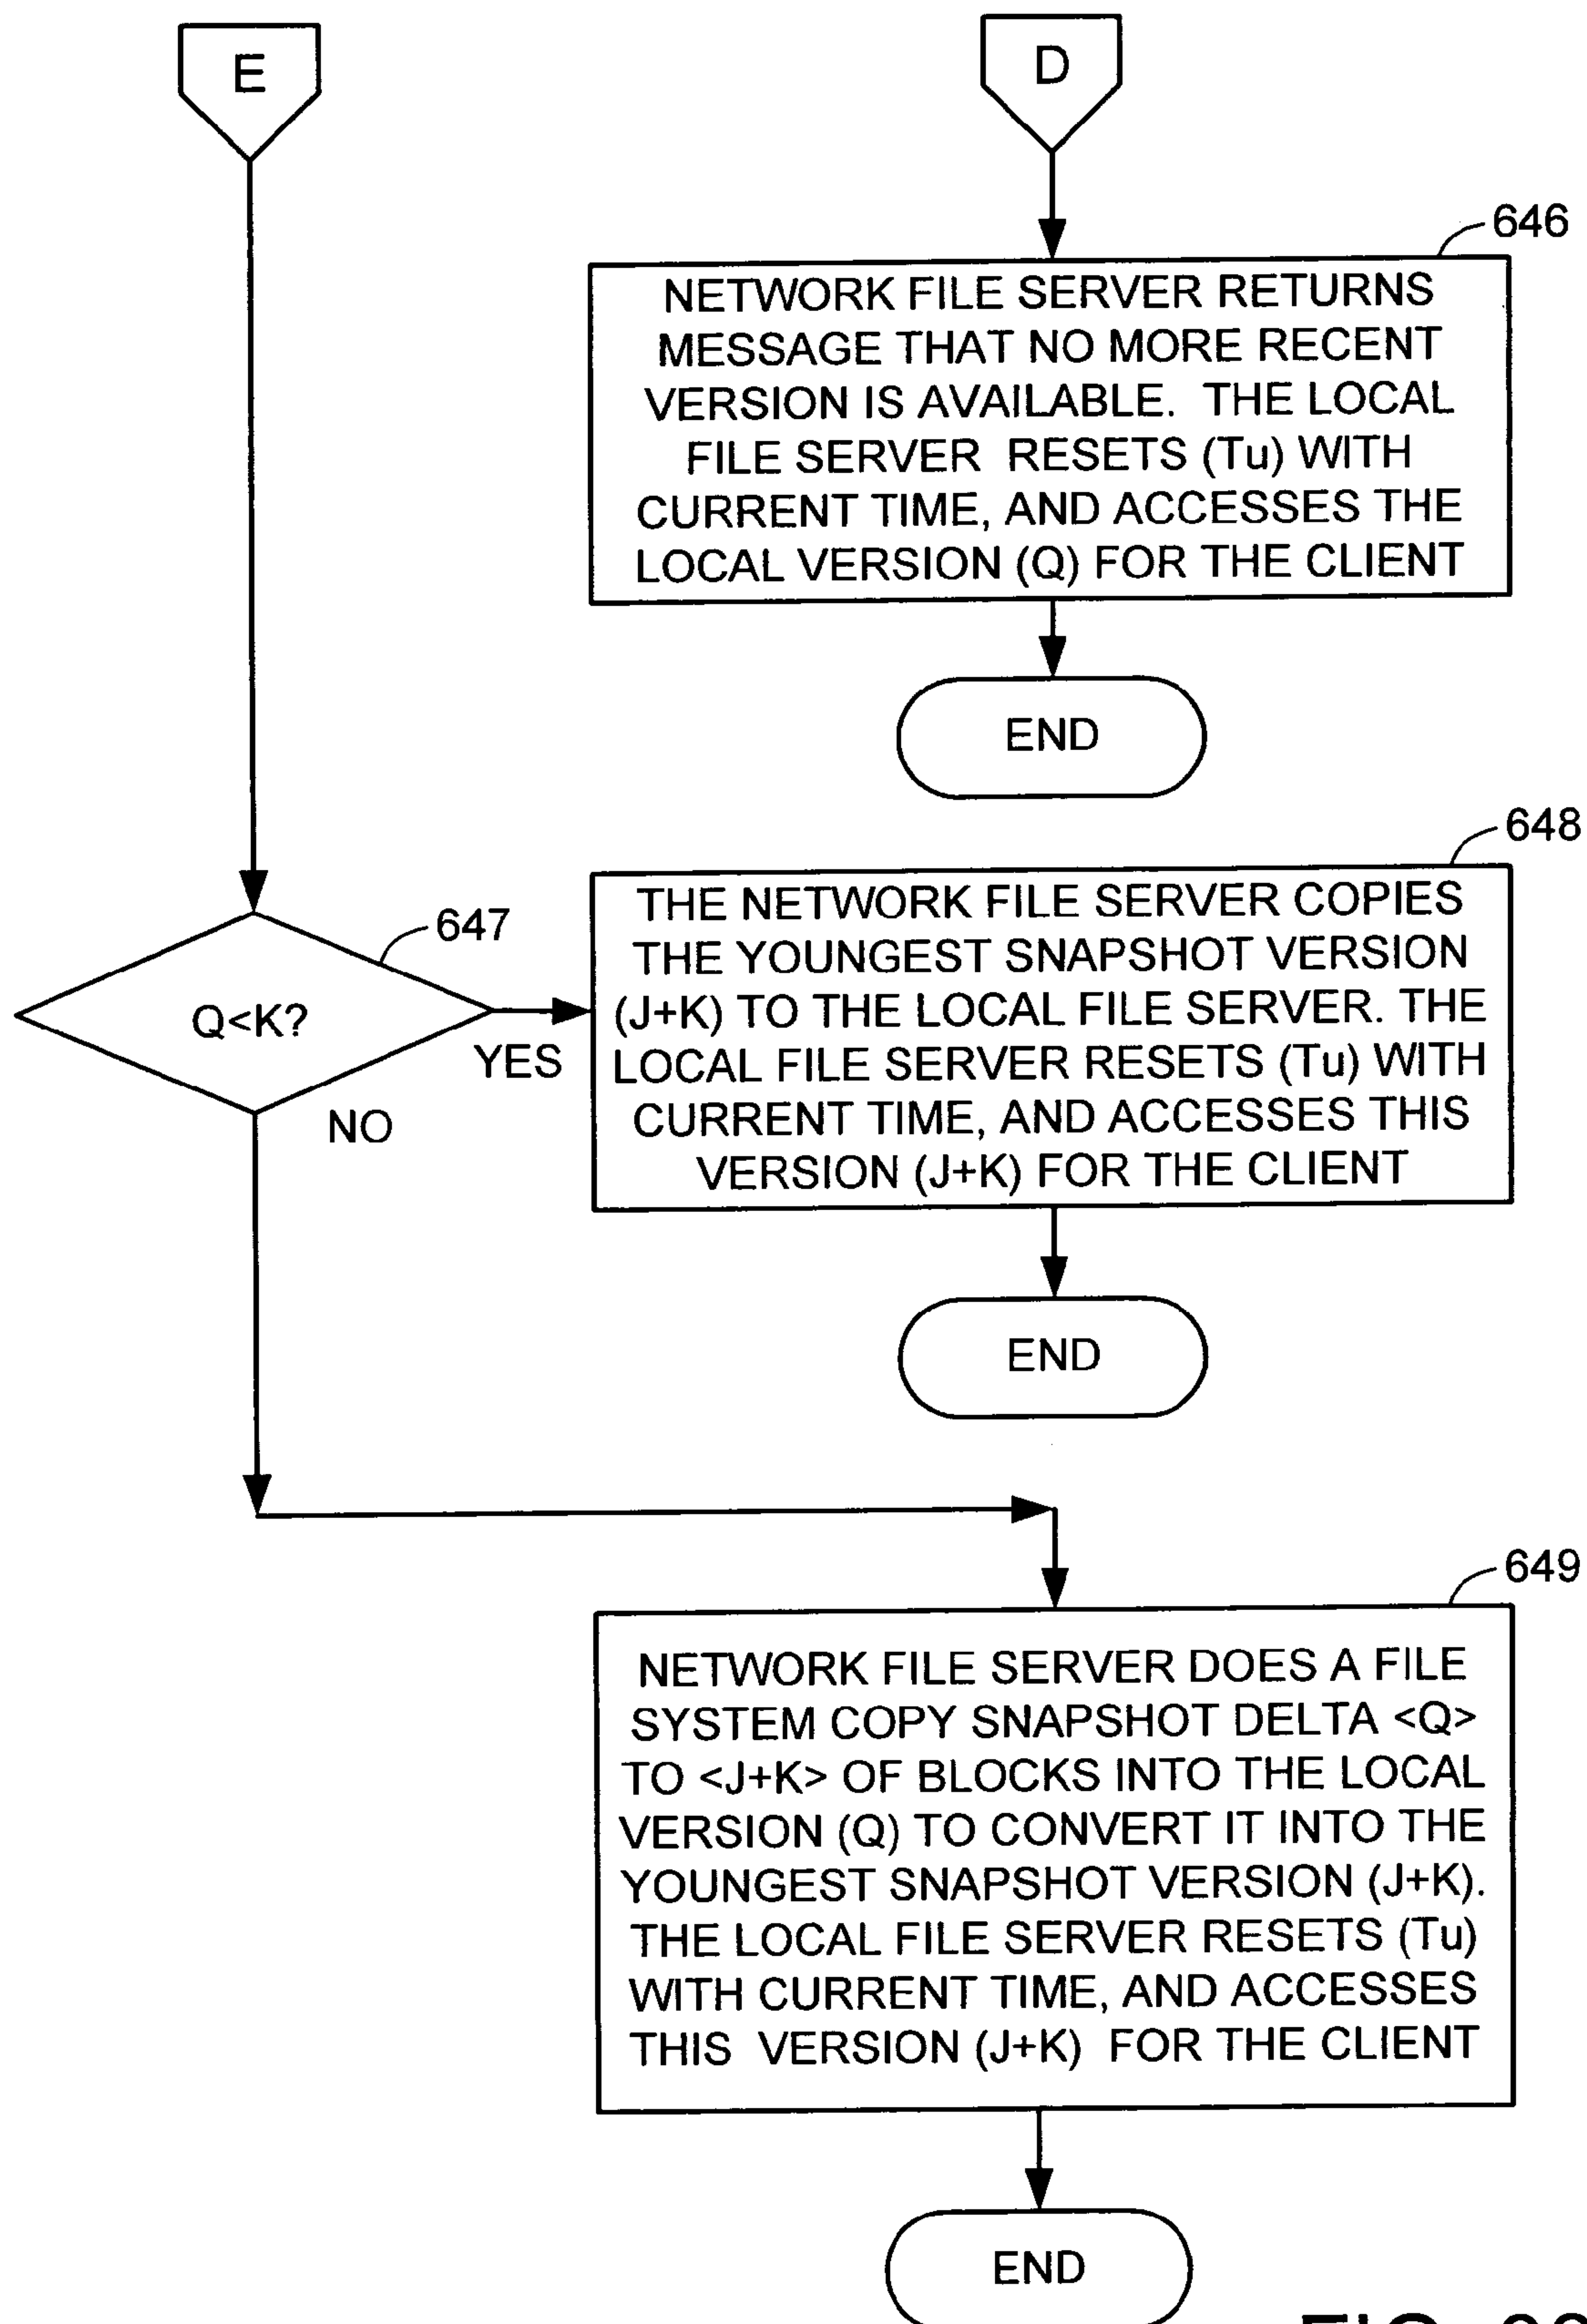 E
D
646
NETWORK FILE SERVER RETURNS
MESSAGE THAT NO MORE RECENT
VERSION IS AVAILABLE. THE LOCAL
FILE SERVER RESETS (Tu) WITH
CURRENT TIME, AND ACCESSES THE
LOCAL VERSION (Q) FOR THE CLIENT
END
647
Q<K?
YES
NO
648
THE NETWORK FILE SERVER COPIES
THE YOUNGEST SNAPSHOT VERSION
(J+K) TO THE LOCAL FILE SERVER. THE
LOCAL FILE SERVER RESETS (Tu) WITH
CURRENT TIME, AND ACCESSES THIS
VERSION (J+K) FOR THE CLIENT
END
649
NETWORK FILE SERVER DOES A FILE
SYSTEM COPY SNAPSHOT DELTA <Q>
TO <J+K> OF BLOCKS INTO THE LOCAL
VERSION (Q) TO CONVERT IT INTO THE
YOUNGEST SNAPSHOT VERSION (J+K).
THE LOCAL FILE SERVER RESETS (Tu)
WITH CURRENT TIME, AND ACCESSES
THIS VERSION (J+K) FOR THE CLIENT
END